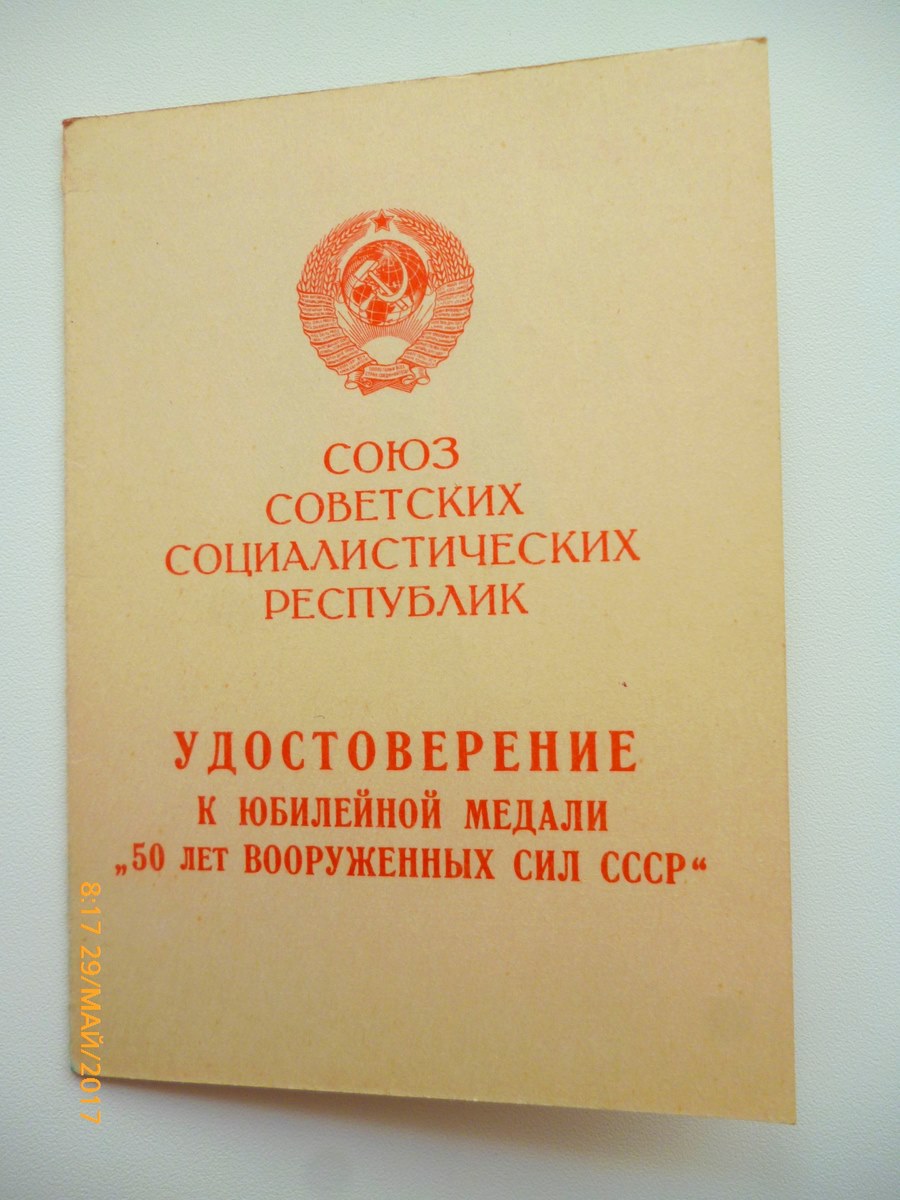 СОЮЗ
СОВЕТСКИХ
СОЦИАЛИСТИЧЕСКИХ
РЕСПУБЛИК
УДОСТОВЕРЕНИЕ
К ЮБИЛЕЙНОЙ МЕДАЛИ
„50 ЛЕТ ВООРУЖЕННЫХ СИЛ СССР“
8:17 29/МАЙ/2017